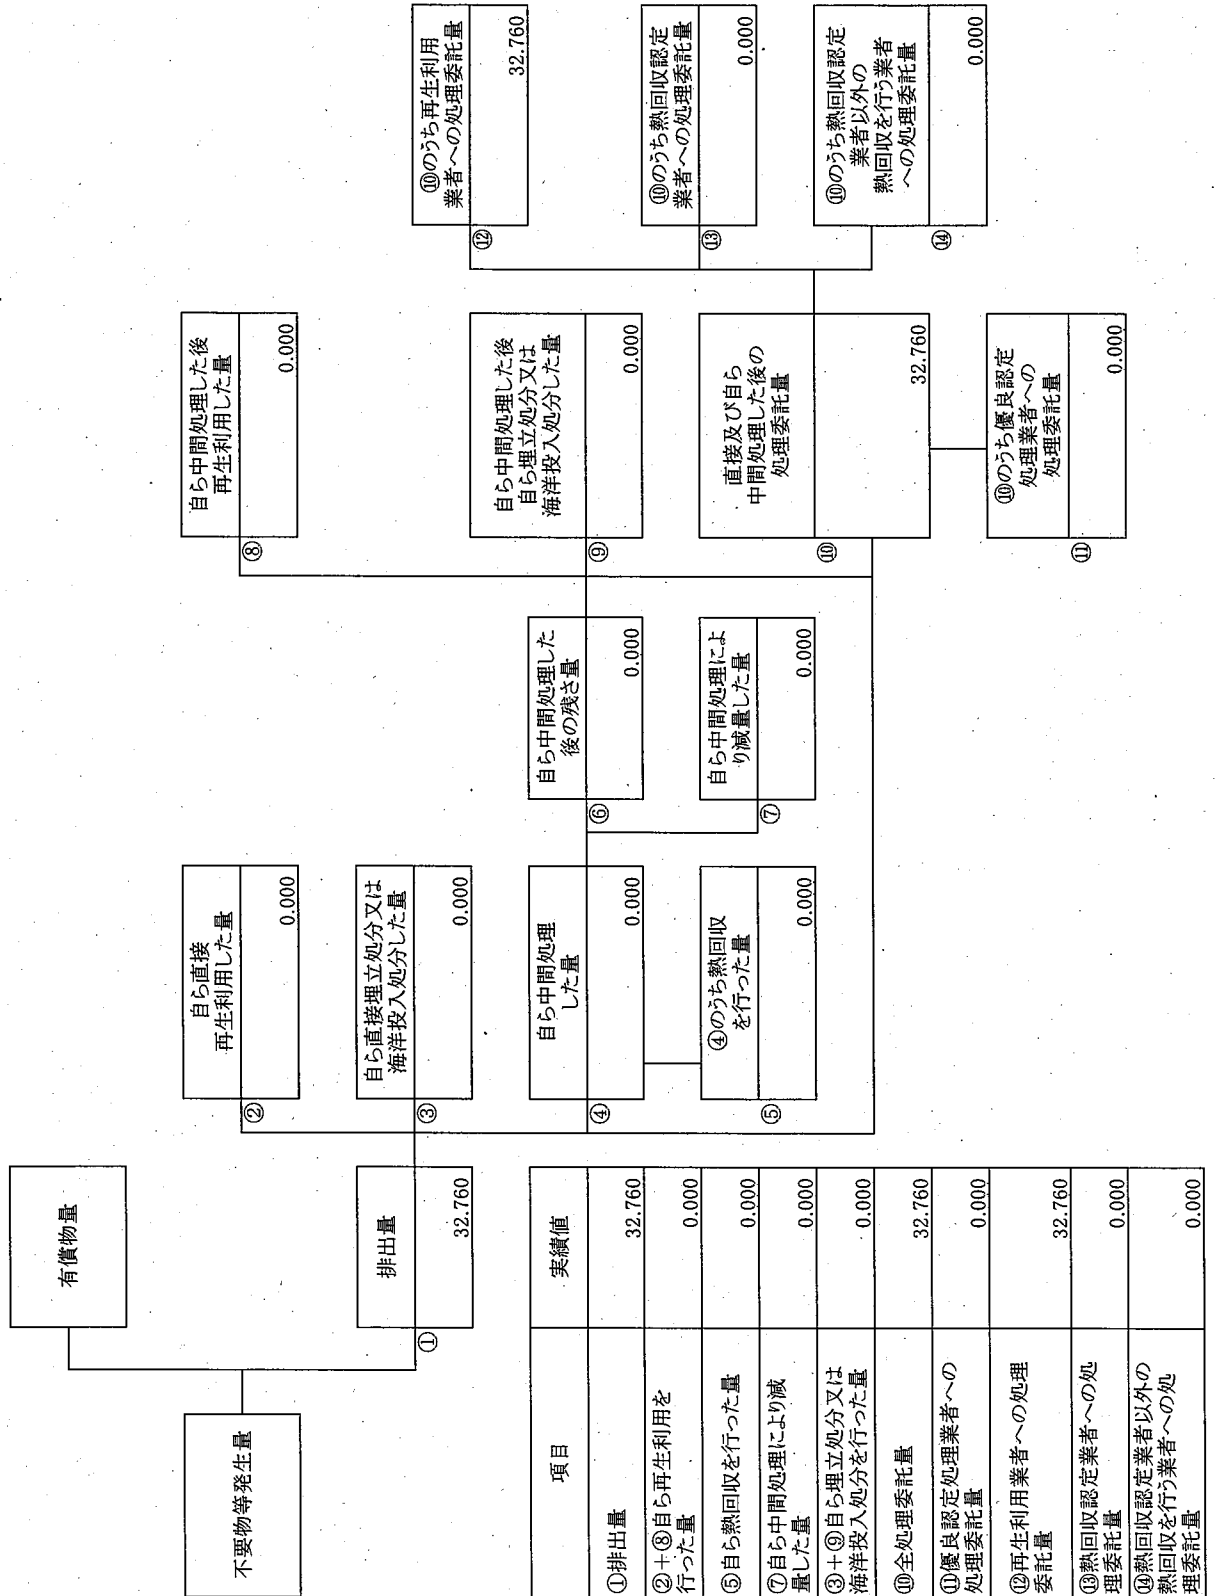 有償物量
不要物等発生量
①
排出量
32.760
②
自ら直接
再生利用した量
0.000
③
自ら直接埋立処分又は
海洋投入処分した量
0.000
④
自ら中間処理
した量
0.000
⑤
④のうち熱回収
を行った量
0.000
⑥
自ら中間処理した
後の残さ量
0.000
⑦
自ら中間処理によ
り減量した量
0.000
⑧
自ら中間処理した後
再生利用した量
0.000
⑨
自ら中間処理した後
自ら埋立処分又は
海洋投入処分した量
0.000
⑩
直接及び自ら
中間処理した後の
処理委託量
32.760
⑪
⑩のうち優良認定
処理業者への
処理委託量
0.000
⑫
⑩のうち再生利用
業者への処理委託量
32.760
⑬
⑩のうち熱回収認定
業者への処理委託量
0.000
⑭
⑩のうち熱回収認定
業者以外の
熱回収を行う業者
への処理委託量
0.000
項目 実績値
①排出量 32.760
②+⑧自ら再生利用を
行った量 0.000
⑤自ら熱回収を行った量 0.000
⑦自ら中間処理により減
量した量 0.000
③+⑨自ら埋立処分又は
海洋投入処分を行った量 0.000
⑩全処理委託量 32.760
⑪優良認定処理業者への
処理委託量 0.000
⑫再生利用業者への処理
委託量 32.760
⑬熱回収認定業者への処
理委託量 0.000
⑭熱回収認定業者以外の
熱回収を行う業者への処
理委託量 0.000